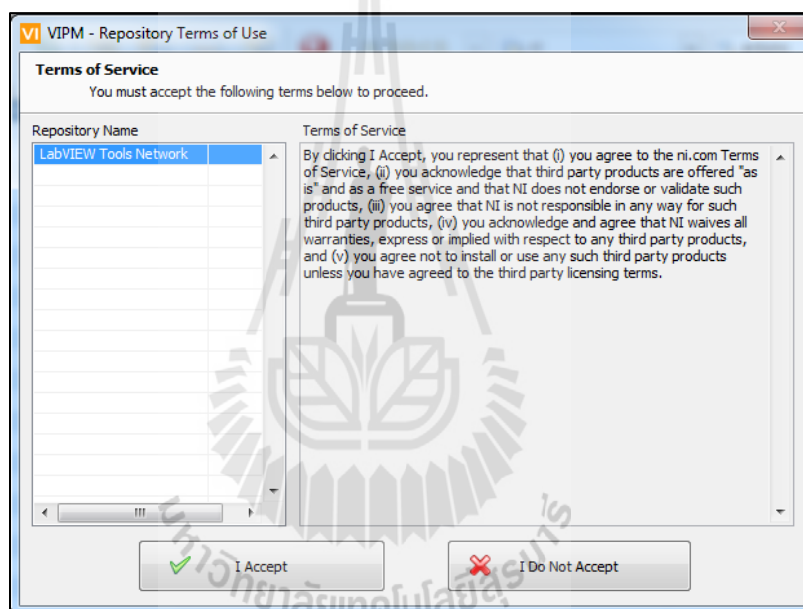 VI VIPM - Repository Terms of Use
Terms of Service
You must accept the following terms below to proceed.
Repository Name
LabVIEW Tools Network
Terms of Service
By clicking I Accept, you represent that (i) you agree to the ni.com Terms
of Service, (ii) you acknowledge that third party products are offered "as
is" and as a free service and that NI does not endorse or validate such
products, (iii) you agree that NI is not responsible in any way for such
third party products, (iv) you acknowledge and agree that NI waives all
warranties, express or implied with respect to any third party products,
and (v) you agree not to install or use any such third party products
unless you have agreed to the third party licensing terms.
I Accept
I Do Not Accept